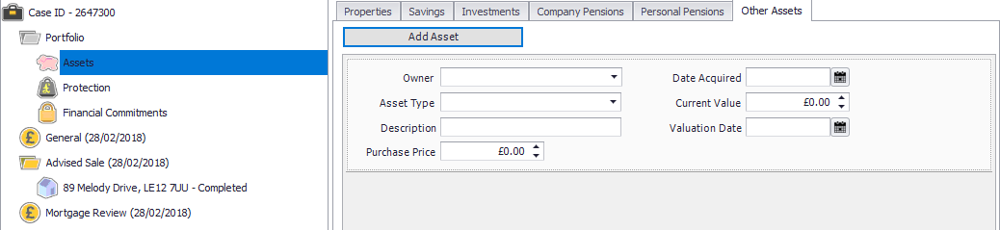 Case ID - 2647300
Portfolio
Assets
Protection
Financial Commitments
General (28/02/2018)
Advised Sale (28/02/2018)
89 Melody Drive, LE12 7UU - Completed
Mortgage Review (28/02/2018)
Properties Savings Investments Company Pensions Personal Pensions Other Assets
Add Asset
Owner Date Acquired
Asset Type Current Value £0.00
Description Valuation Date
Purchase Price £0.00